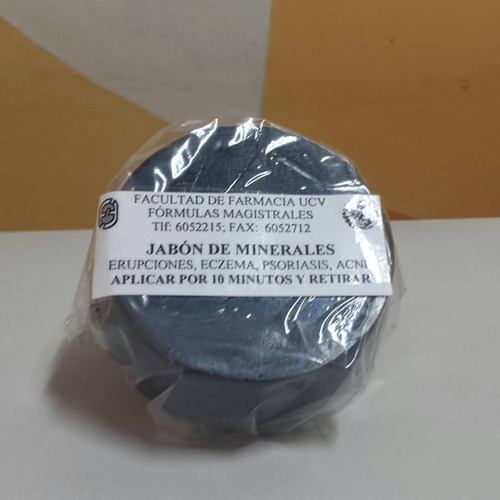 FACULTAD DE FARMACIA UCV
FÓRMULAS MAGISTRALES
Tlf: 6052215; FAX: 6052712
JABÓN DE MINERALES
ERUPCIONES, ECZEMA, PSORIASIS, ACNE
APLICAR POR 10 MINUTOS Y RETIRAR